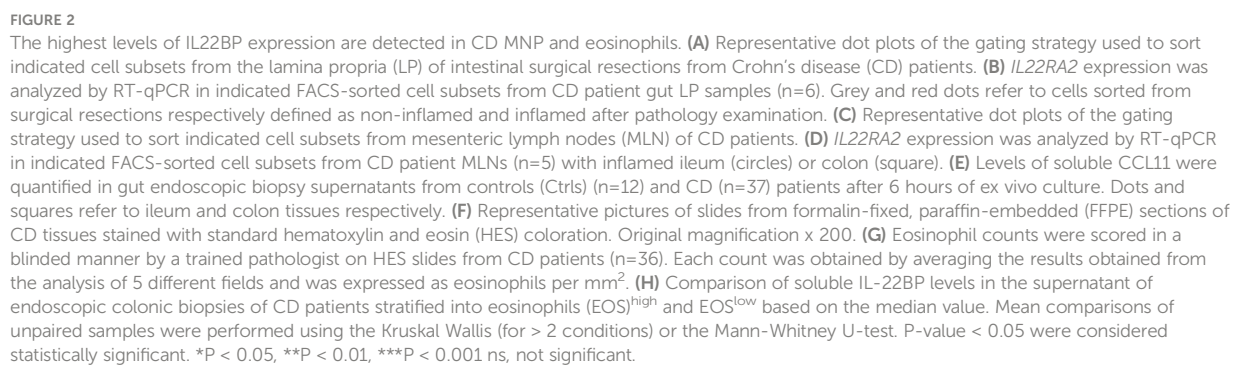 FIGURE 2
The highest levels of IL22BP expression are detected in CD MNP and eosinophils. (A) Representative dot plots of the gating strategy used to sort
indicated cell subsets from the lamina propria (LP) of intestinal surgical resections from Crohn's disease (CD) patients. (B) IL22RA2 expression was
analyzed by RT-qPCR in indicated FACS-sorted cell subsets from CD patient gut LP samples (n=6). Grey and red dots refer to cells sorted from
surgical resections respectively defined as non-inflamed and inflamed after pathology examination. (C) Representative dot plots of the gating
strategy used to sort indicated cell subsets from mesenteric lymph nodes (MLN) of CD patients. (D) IL22RA2 expression was analyzed by RT-qPCR
in indicated FACS-sorted cell subsets from CD patient MLNs (n=5) with inflamed ileum (circles) or colon (square). (E) Levels of soluble CCL11 were
quantified in gut endoscopic biopsy supernatants from controls (Ctrls) (n=12) and CD (n=37) patients after 6 hours of ex vivo culture. Dots and
squares refer to ileum and colon tissues respectively. (F) Representative pictures of slides from formalin-fixed, paraffin-embedded (FFPE) sections of
CD tissues stained with standard hematoxylin and eosin (HES) coloration. Original magnification x 200. (G) Eosinophil counts were scored in a
blinded manner by a trained pathologist on HES slides from CD patients (n=36). Each count was obtained by averaging the results obtained from
the analysis of 5 different fields and was expressed as eosinophils per mm². (H) Comparison of soluble IL-22BP levels in the supernatant of
endoscopic colonic biopsies of CD patients stratified into eosinophils (EOS)high and EOSlow based on the median value. Mean comparisons of
unpaired samples were performed using the Kruskal Wallis (for > 2 conditions) or the Mann-Whitney U-test. P-value < 0.05 were considered
statistically significant. *P < 0.05, **P < 0.01, ***P < 0.001 ns, not significant.